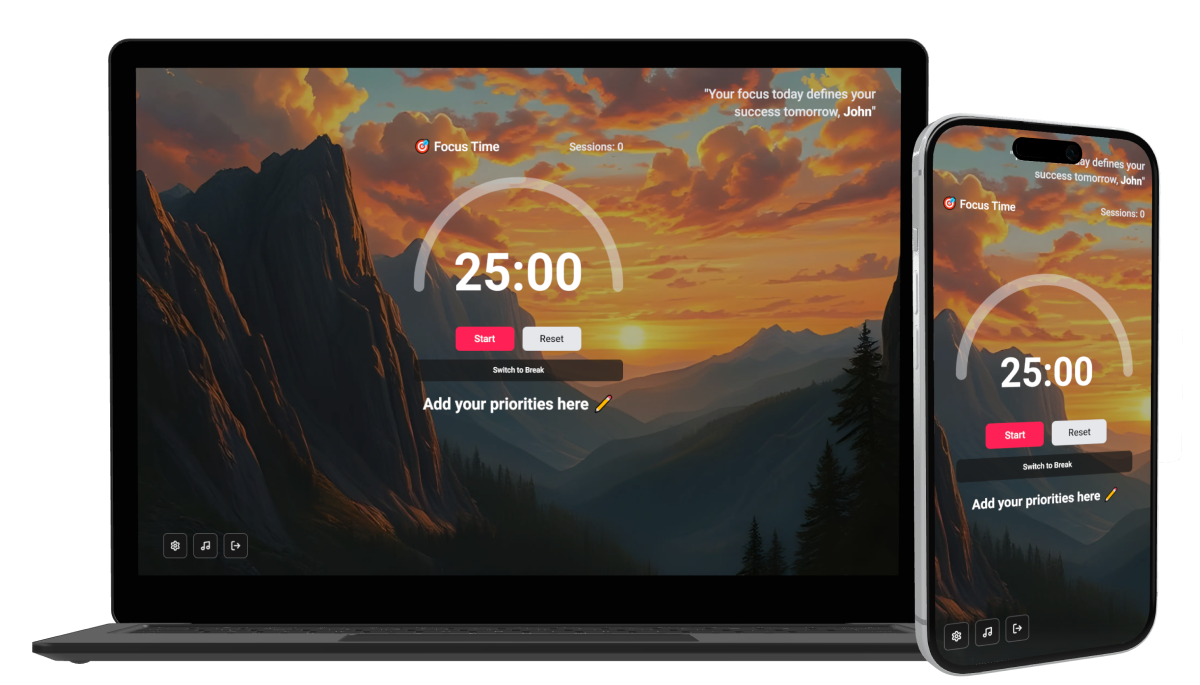 "Your focus today defines your
success tomorrow, John"
🎯 Focus Time
Sessions: 0
25:00
Start
Reset
Switch to Break
Add your priorities here ✏️
ay defines your
success tomorrow, John"
🎯 Focus Time
Sessions: 0
25:00
Start
Reset
Switch to Break
Add your priorities here ✏️